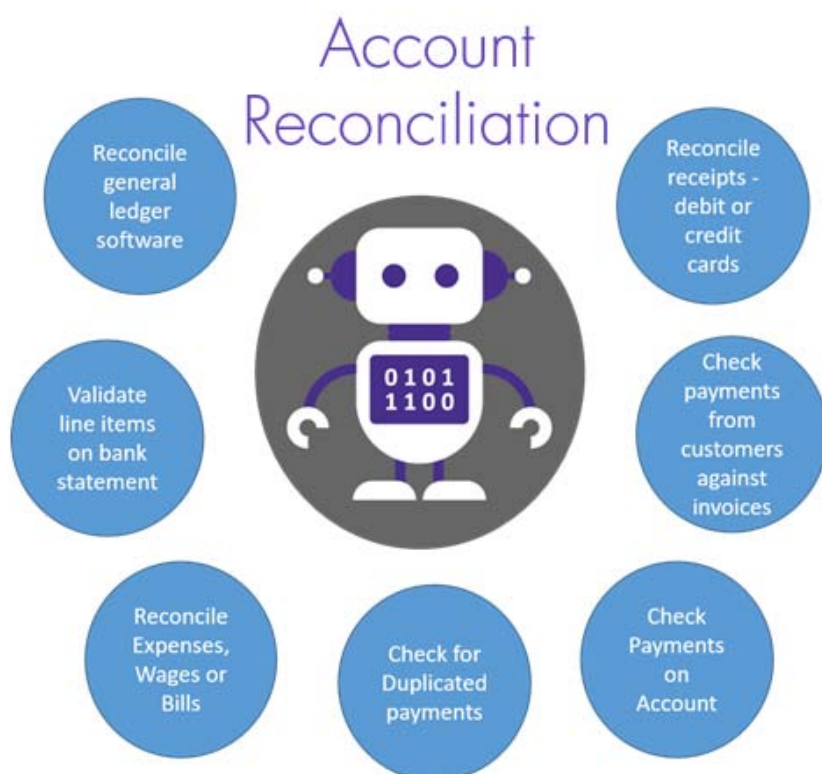 Account
Reconciliation
Reconcile
general
ledger
software
Reconcile
receipts -
debit or
credit
cards
0101
1100
Validate
line items
on bank
statement
Check
payments
from
customers
against
invoices
Reconcile
Expenses,
Wages or
Bills
Check for
Duplicated
payments
Check
Payments
on
Account